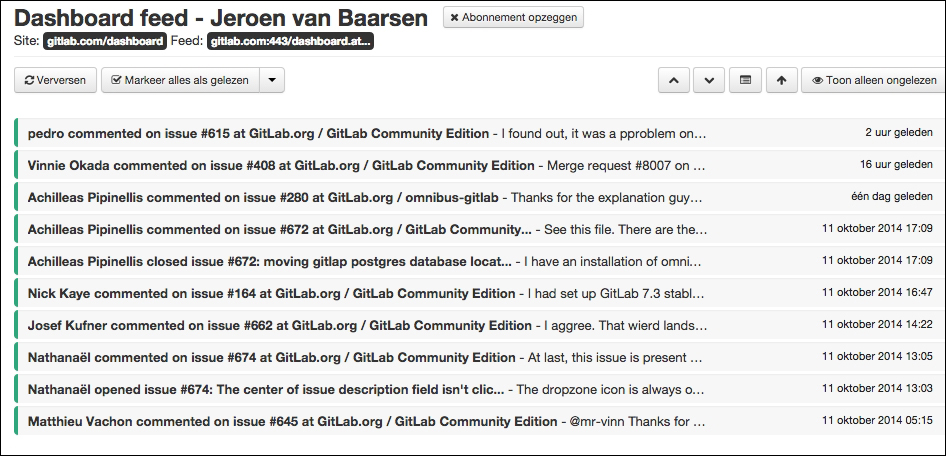 Dashboard feed - Jeroen van Baarsen × Abonnement opzeggen
Site: gitlab.com/dashboard Feed: gitlab.com:443/dashboard.at...
Verversen Markeer alles als gelezen Toon alleen ongelezen
pedro commented on issue #615 at GitLab.org / GitLab Community Edition - I found out, it was a pproblem on... 2 uur geleden
Vinnie Okada commented on issue #408 at GitLab.org / GitLab Community Edition - Merge request #8007 on ... 16 uur geleden
Achilleas Pipinellis commented on issue #280 at GitLab.org / omnibus-gitlab - Thanks for the explanation guy... één dag geleden
Achilleas Pipinellis commented on issue #672 at GitLab.org / GitLab Community... - See this file. There are the... 11 oktober 2014 17:09
Achilleas Pipinellis closed issue #672: moving gitlap postgres database locat... - I have an installation of omni... 11 oktober 2014 17:09
Nick Kaye commented on issue #164 at GitLab.org / GitLab Community Edition - I had set up GitLab 7.3 stabl... 11 oktober 2014 16:47
Josef Kufner commented on issue #662 at GitLab.org / GitLab Community Edition - I aggree. That wierd lands... 11 oktober 2014 14:22
Nathanaël commented on issue #674 at GitLab.org / GitLab Community Edition - At last, this issue is present ... 11 oktober 2014 13:05
Nathanaël opened issue #674: The center of issue description field isn't clic... - The dropzone icon is always o... 11 oktober 2014 13:03
Matthieu Vachon commented on issue #645 at GitLab.org / GitLab Community Edition - @mr-vinn Thanks for ... 11 oktober 2014 05:15